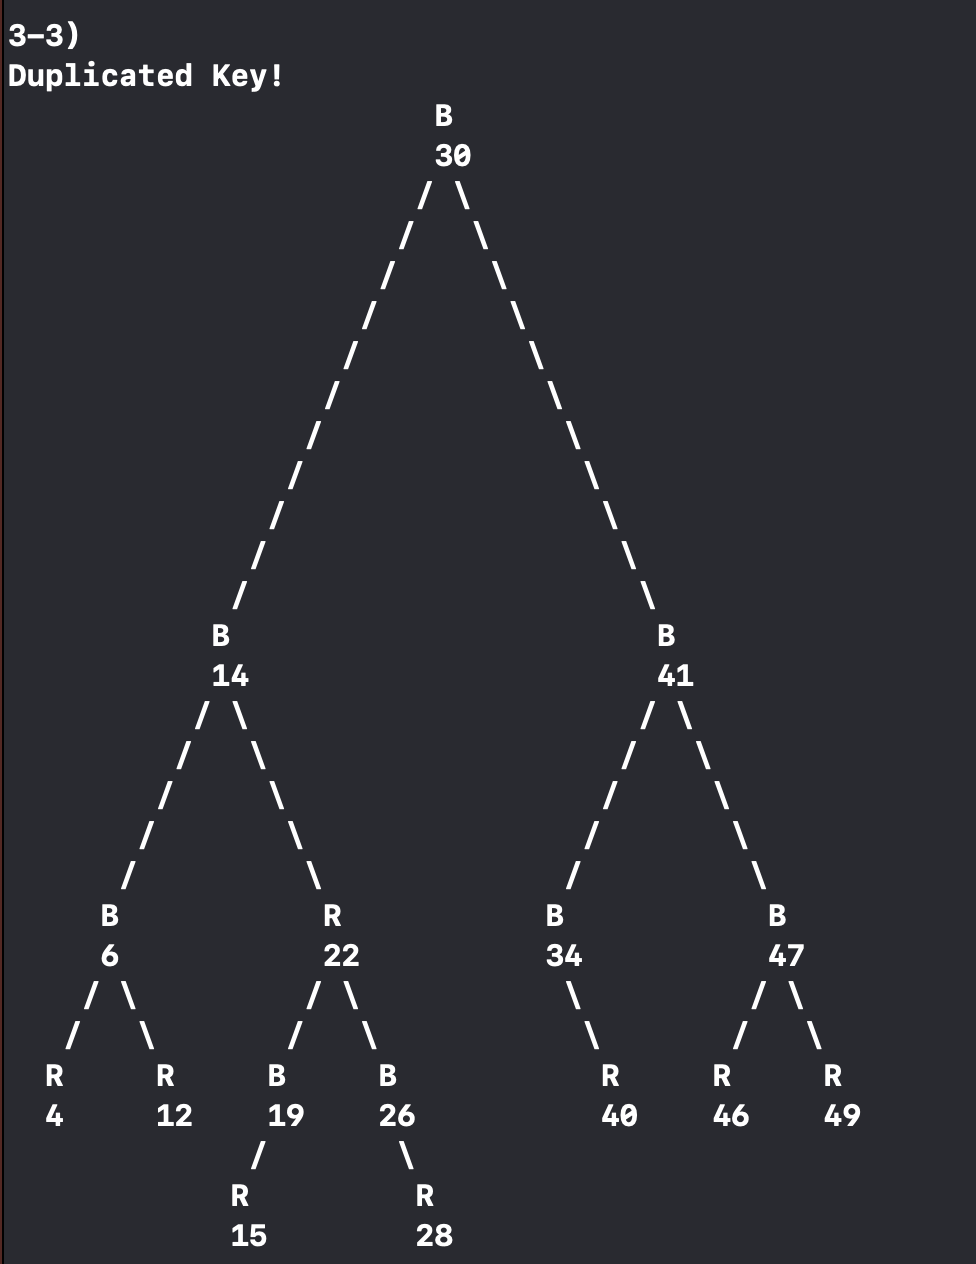 3-3)
Duplicated Key!
B
30
/ \
/ \
/ \
/ \
/ \
/ \
/ \
/ \
/ \
/ \
/ \
B B
14 41
/ \ / \
/ \ / \
/ \ / \
/ \ / \
/ \ / \
B R B B
6 22 34 47
/ \ / \ \ / \
/ \ / \ \ / \
R R B B R R R
4 12 19 26 40 46 49
/ \
R R
15 28